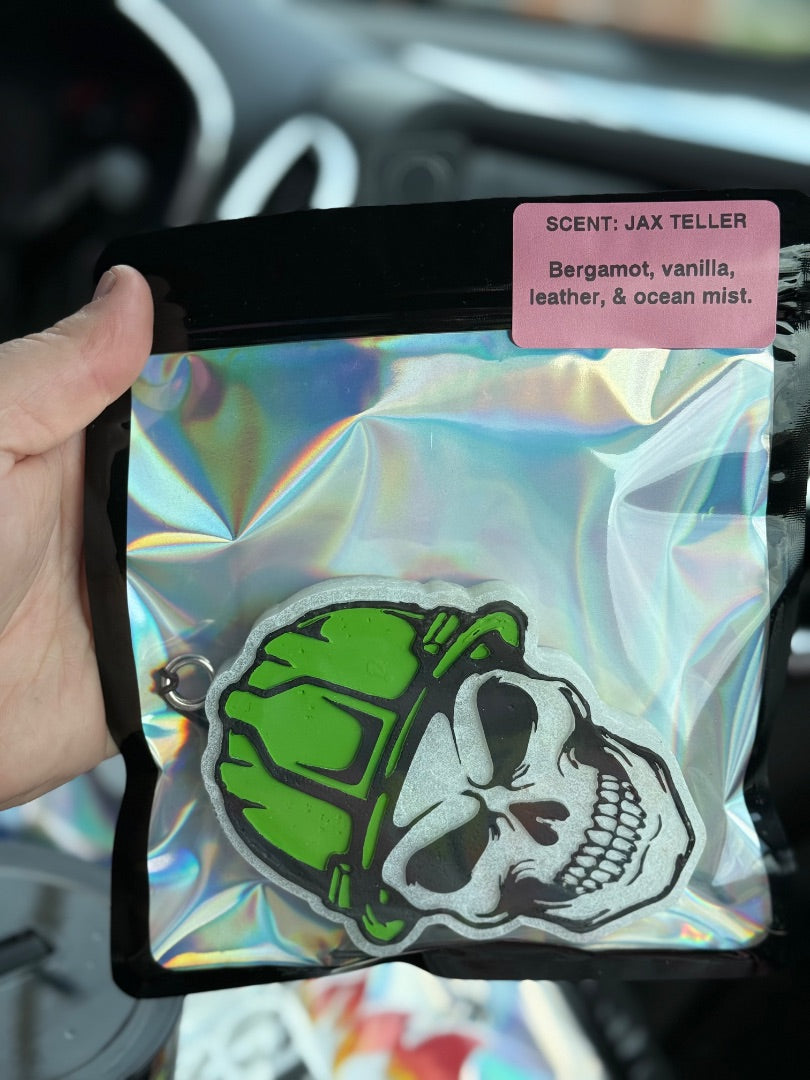 SCENT: JAX TELLER
Bergamot, vanilla,
leather, & ocean mist.